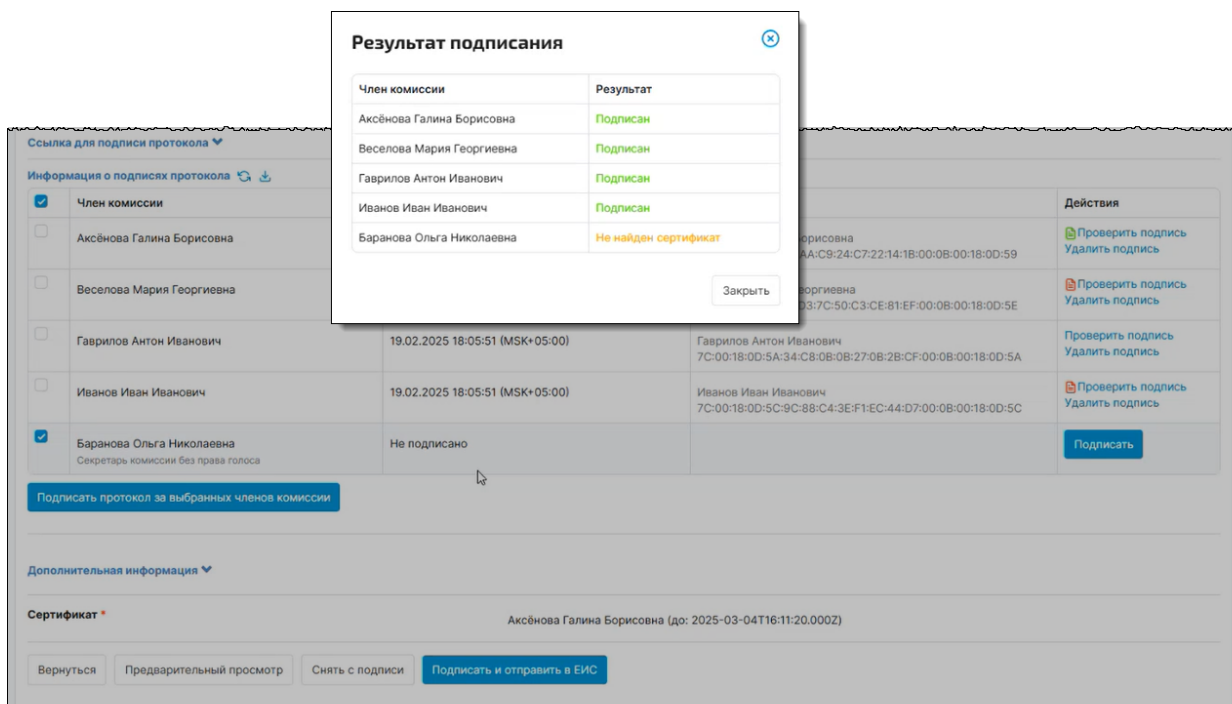 Результат подписания
Член комиссии Результат
Аксёнова Галина Борисовна Подписан
Веселова Мария Георгиевна Подписан
Гаврилов Антон Иванович Подписан
Иванов Иван Иванович Подписан
Баранова Ольга Николаевна Не найден сертификат
Закрыть
Ссылка для подписи протокола
Информация о подписях протокола
Член комиссии Действия
Аксёнова Галина Борисовна орисовна Проверить подпись
AA:C9:24:C7:22:14:1B:00:0B:00:18:0D:59 Удалить подпись
Веселова Мария Георгиевна еоргиевна Проверить подпись
D3:7C:50:C3:CE:81:EF:00:0B:00:18:0D:5E Удалить подпись
Гаврилов Антон Иванович 19.02.2025 18:05:51 (MSK+05:00) Гаврилов Антон Иванович Проверить подпись
7C:00:18:0D:5A:34:C8:0B:0B:27:0B:2B:CF:00:0B:00:18:0D:5A Удалить подпись
Иванов Иван Иванович 19.02.2025 18:05:51 (MSK+05:00) Иванов Иван Иванович Проверить подпись
7C:00:18:0D:5C:9C:88:C4:3E:F1:EC:44:D7:00:0B:00:18:0D:5C Удалить подпись
Баранова Ольга Николаевна Не подписано Подписать
Секретарь комиссии без права голоса
Подписать протокол за выбранных членов комиссии
Дополнительная информация
Сертификат * Аксёнова Галина Борисовна (до: 2025-03-04T16:11:20.000Z)
Вернуться Предварительный просмотр Снять с подписи Подписать и отправить в ЕИС